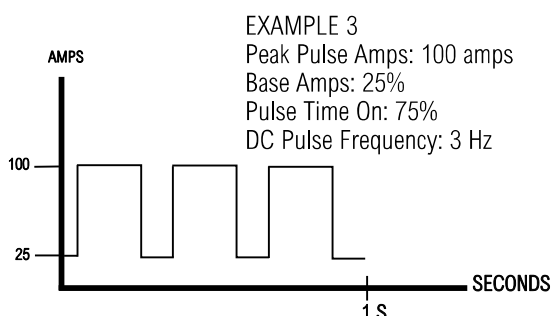 EXAMPLE 3
Peak Pulse Amps: 100 amps
Base Amps: 25%
Pulse Time On: 75%
DC Pulse Frequency: 3 Hz
AMPS
100
25
SECONDS
1 S